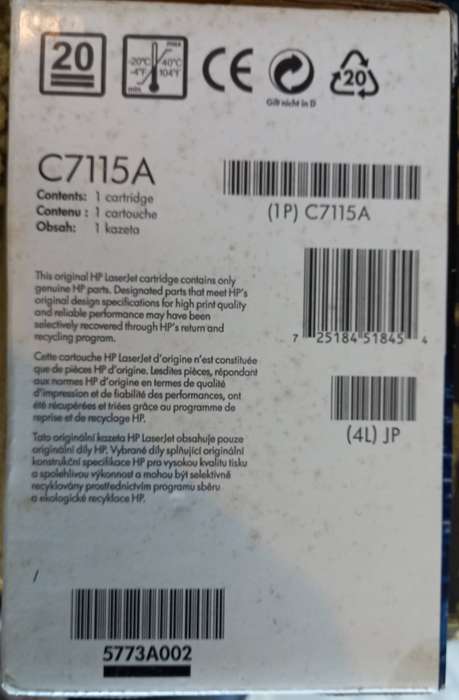 20
max
-20°C
40°C
-4°F
104°F
min
CE
20
Gilt nicht in D
C7115A
Contents: 1 cartridge
Contenu : 1 cartouche
Obsah: 1 kazeta
(1P) C7115A
This original HP LaserJet cartridge contains only
genuine HP parts. Designated parts that meet HP's
original design specifications for high print quality
and reliable performance may have been
selectively recovered through HP's return and
recycling program.
7 25184 51845 4
Cette cartouche HP LaserJet d'origine n'est constituée
que de pièces HP d'origine. Lesdites pièces, répondant
aux normes HP d'origine en termes de qualité
d'impression et de fiabilité des performances, ont
été récupérées et triées grâce au programme de
reprise et de recyclage HP.
(4L) JP
Tato originální kazeta HP LaserJet obsahuje pouze
originální díly HP. Vybrané díly splňující originální
konstrukční specifikace HP pro vysokou kvalitu tisku
a spolehlivou výkonnost a mohou být selektivně
recyklovány prostřednictvím programu sběru
a ekologické recyklace HP.
/
5773A002